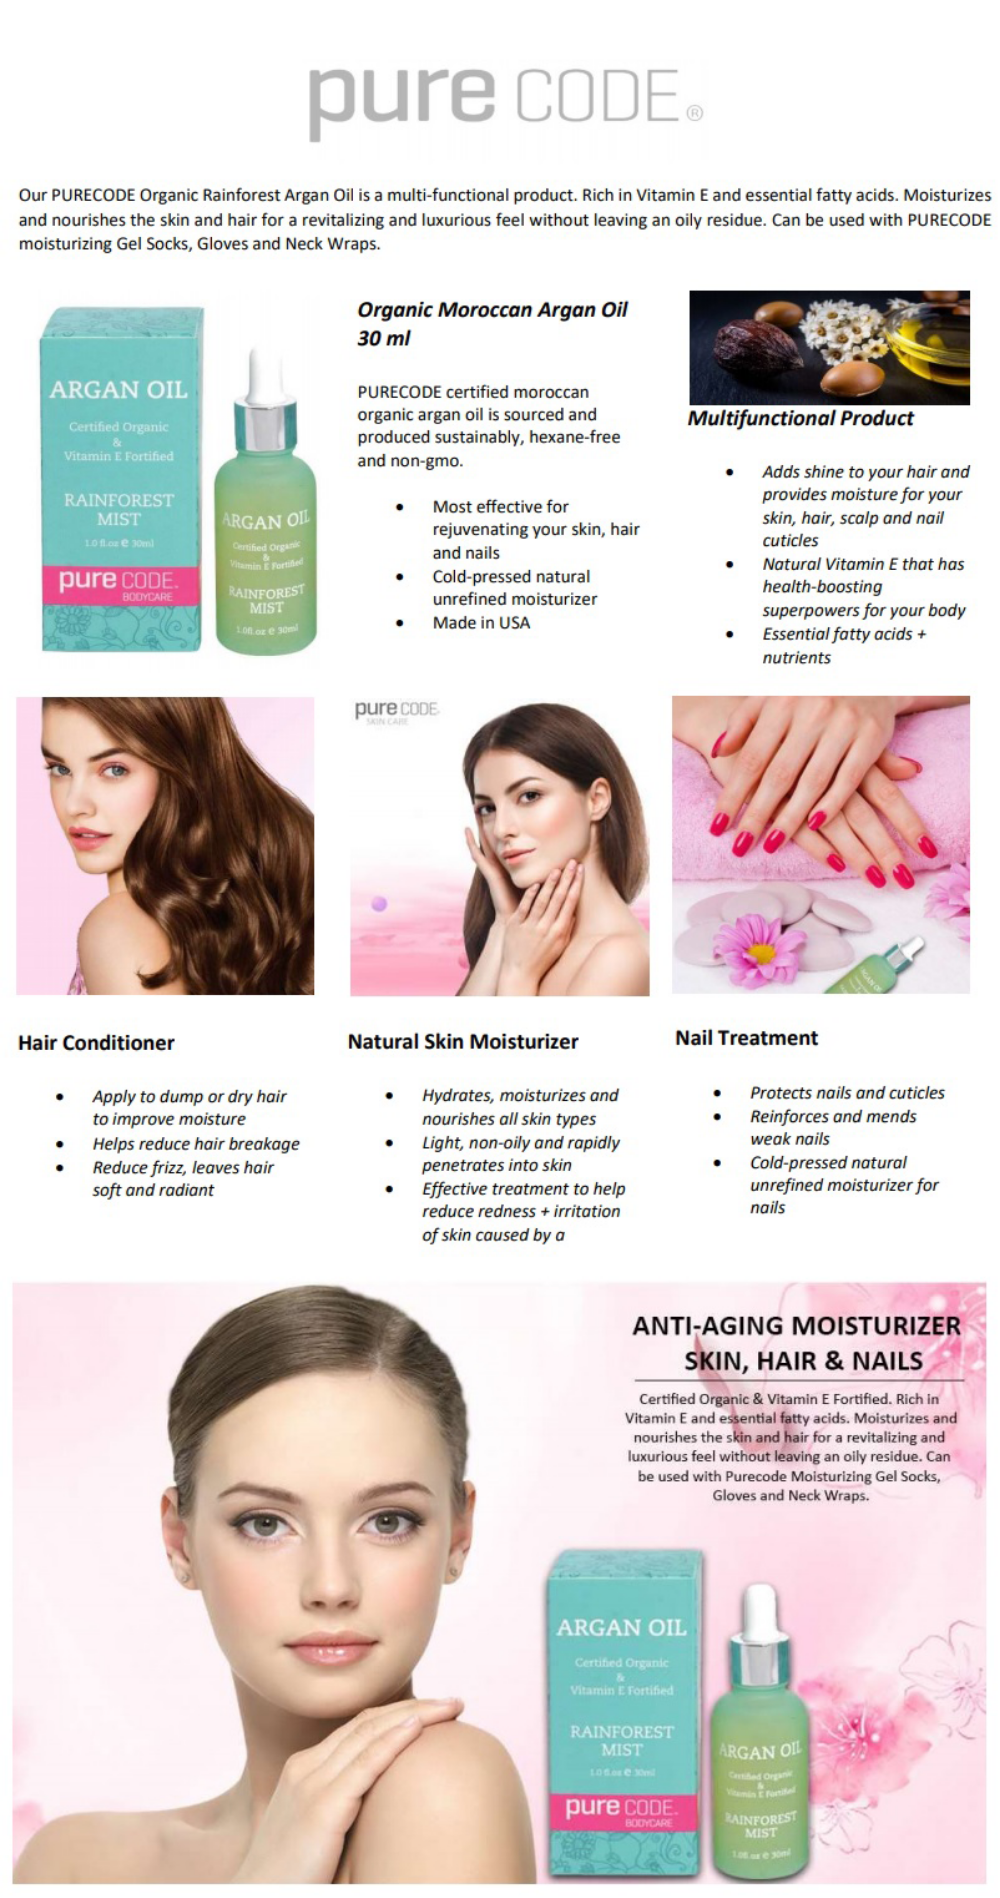 pure CODE®
Our PURECODE Organic Rainforest Argan Oil is a multi-functional product. Rich in Vitamin E and essential fatty acids. Moisturizes
and nourishes the skin and hair for a revitalizing and luxurious feel without leaving an oily residue. Can be used with PURECODE
moisturizing Gel Socks, Gloves and Neck Wraps.
ARGAN OIL
Certified Organic
&
Vitamin E Fortified
RAINFOREST
MIST
1.0 fl.oz e 30ml
pure CODE.
BODYCARE
ARGAN OIL
Certified Organic
&
Vitamin E Fortified
RAINFOREST
MIST
1.0fl.oz e 30ml
Organic Moroccan Argan Oil
30 ml
PURECODE certified moroccan
organic argan oil is sourced and
produced sustainably, hexane-free
and non-gmo.
• Most effective for
rejuvenating your skin, hair
and nails
• Cold-pressed natural
unrefined moisturizer
• Made in USA
Multifunctional Product
• Adds shine to your hair and
provides moisture for your
skin, hair, scalp and nail
cuticles
• Natural Vitamin E that has
health-boosting
superpowers for your body
• Essential fatty acids +
nutrients
pure CODE.
SKIN CARE
ARGAN OIL
Hair Conditioner
• Apply to dump or dry hair
to improve moisture
• Helps reduce hair breakage
• Reduce frizz, leaves hair
soft and radiant
Natural Skin Moisturizer
• Hydrates, moisturizes and
nourishes all skin types
• Light, non-oily and rapidly
penetrates into skin
• Effective treatment to help
reduce redness + irritation
of skin caused by a
Nail Treatment
• Protects nails and cuticles
• Reinforces and mends
weak nails
• Cold-pressed natural
unrefined moisturizer for
nails
ANTI-AGING MOISTURIZER
SKIN, HAIR & NAILS
Certified Organic & Vitamin E Fortified. Rich in
Vitamin E and essential fatty acids. Moisturizes and
nourishes the skin and hair for a revitalizing and
luxurious feel without leaving an oily residue. Can
be used with Purecode Moisturizing Gel Socks,
Gloves and Neck Wraps.
ARGAN OIL
Certified Organic
&
Vitamin E Fortified
RAINFOREST
MIST
1.0 fl.oz e 30ml
pure CODE.
BODYCARE
ARGAN OIL
Certified Organic
&
Vitamin E Fortified
RAINFOREST
MIST
1.0fl.oz e 30ml